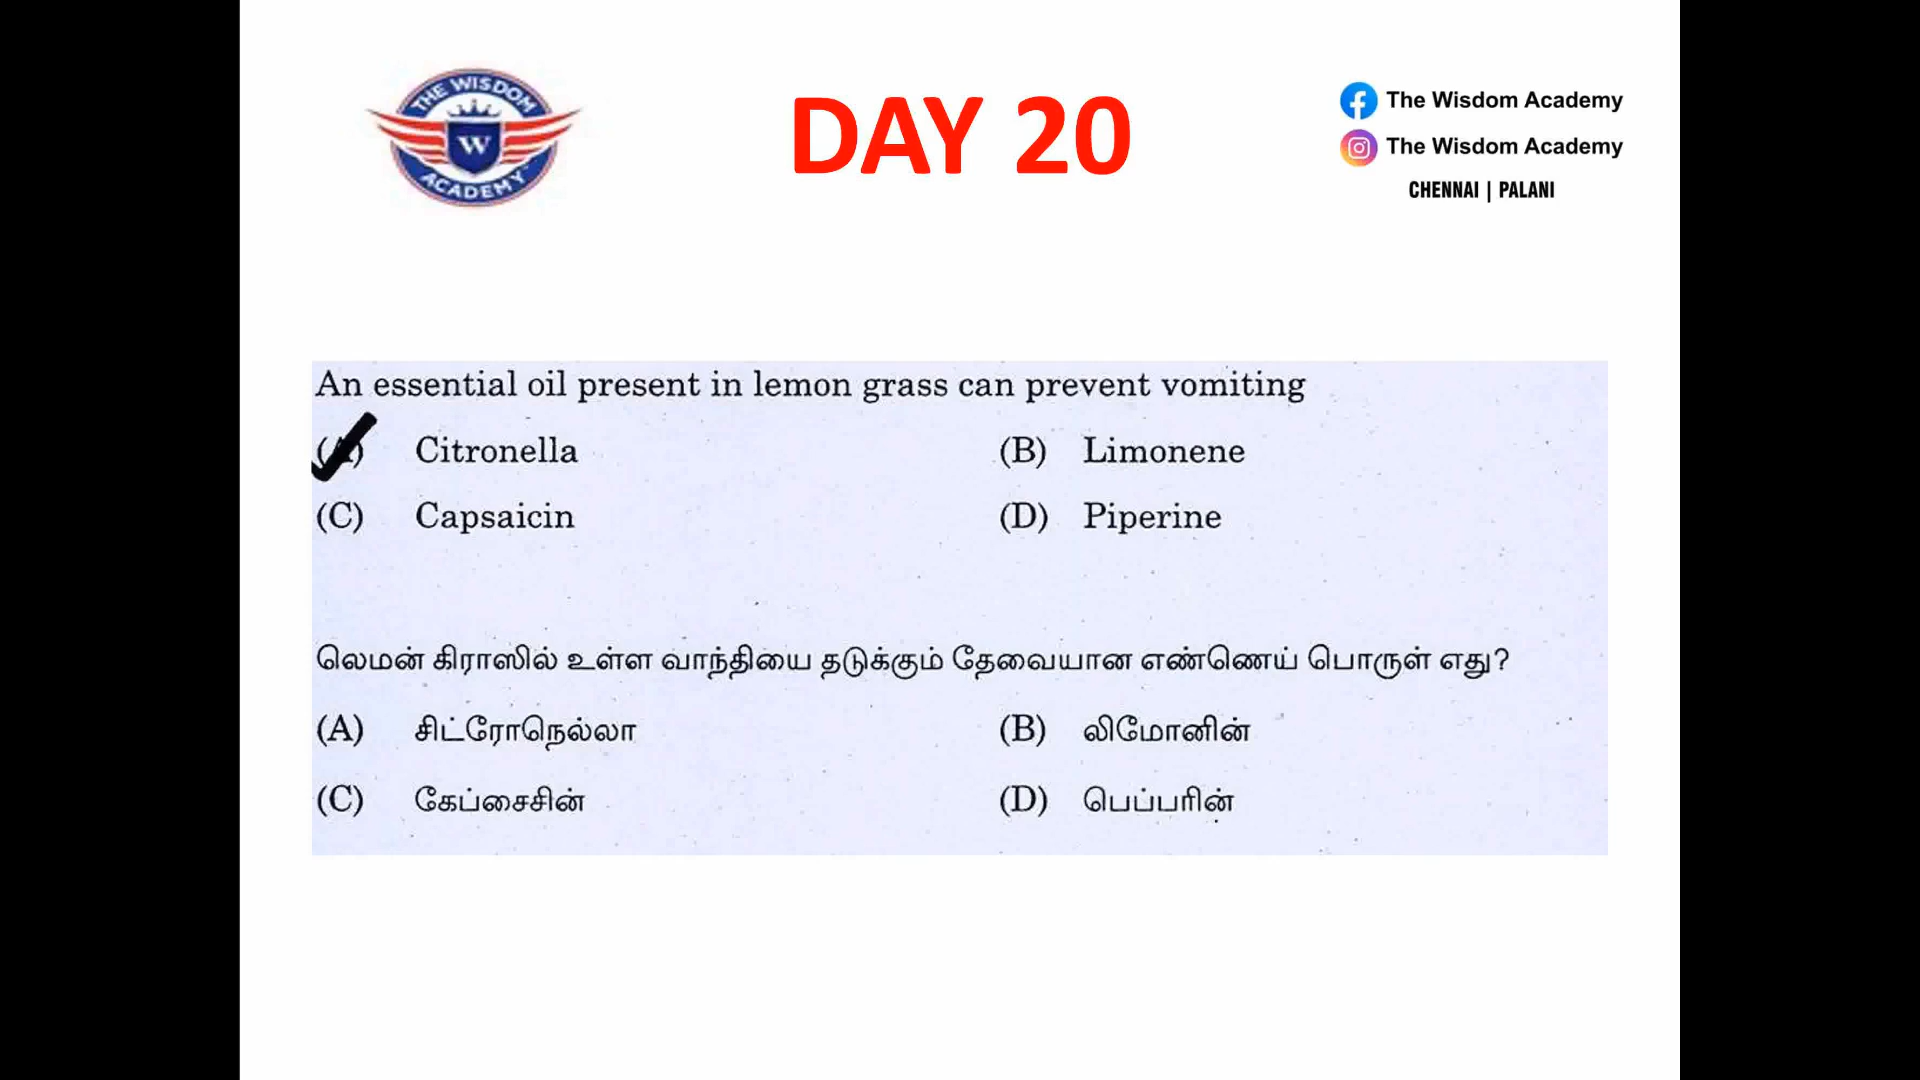 THE WISDOM
W
ACADEMY
DAY 20
The Wisdom Academy
The Wisdom Academy
CHENNAI | PALANI
An essential oil present in lemon grass can prevent vomiting
(A) Citronella (B) Limonene
(C) Capsaicin (D) Piperine
லெமன் கிராஸில் உள்ள வாந்தியை தடுக்கும் தேவையான எண்ணெய் பொருள் எது?
(A) சிட்ரோநெல்லா (B) லிமோனின்
(C) கேப்சைசின் (D) பெப்பரின்